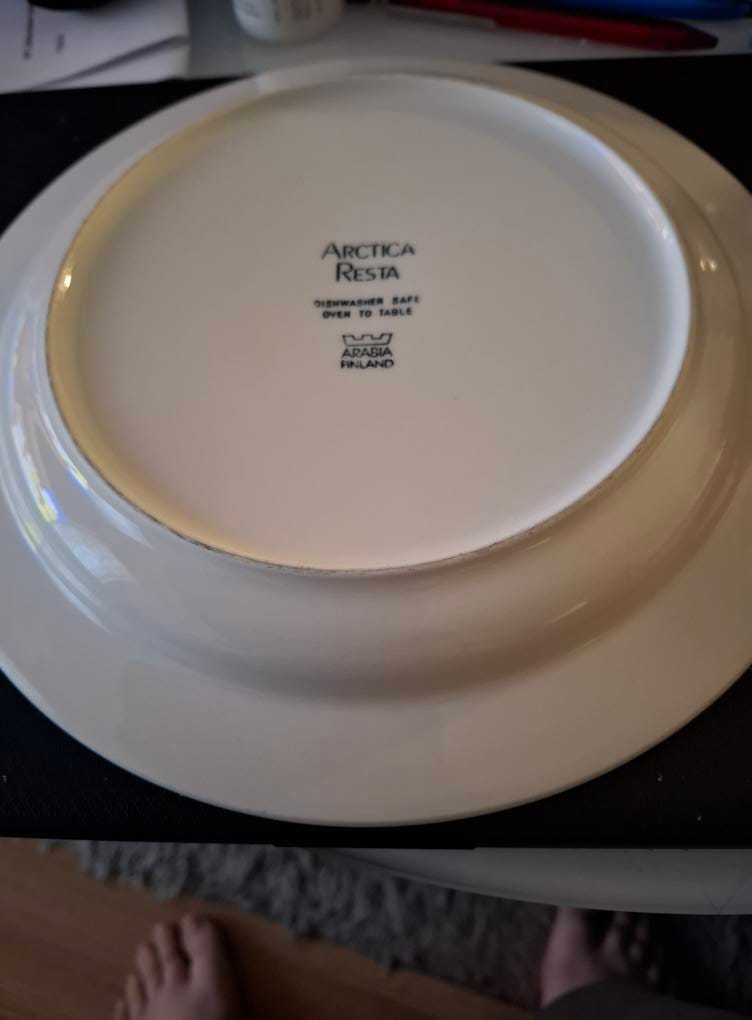 ARCTICA
RESTA
DISHWASHER SAFE
OVEN TO TABLE
ARABIA
FINLAND